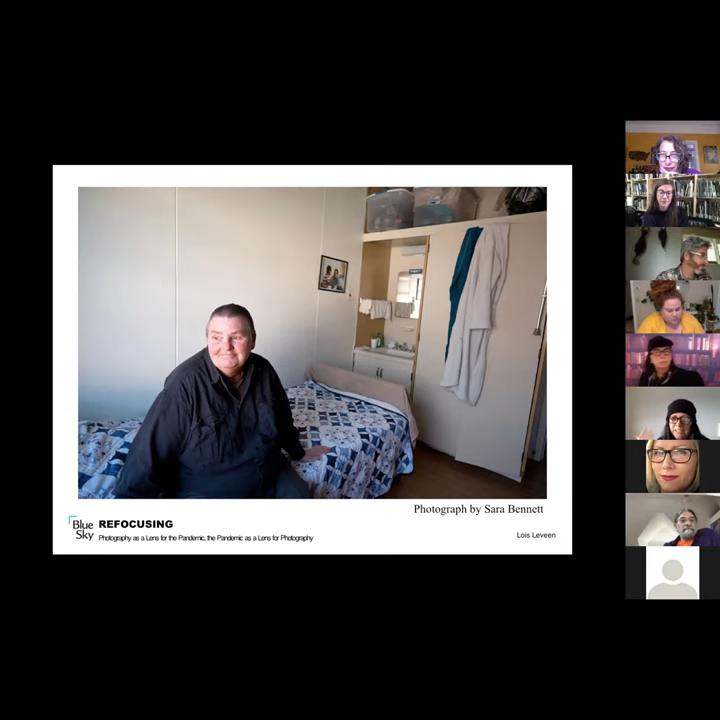 Photograph by Sara Bennett
Blue
Sky
REFOCUSING
Photography as a Lens for the Pandemic, the Pandemic as a Lens for Photography
Lois Leveen